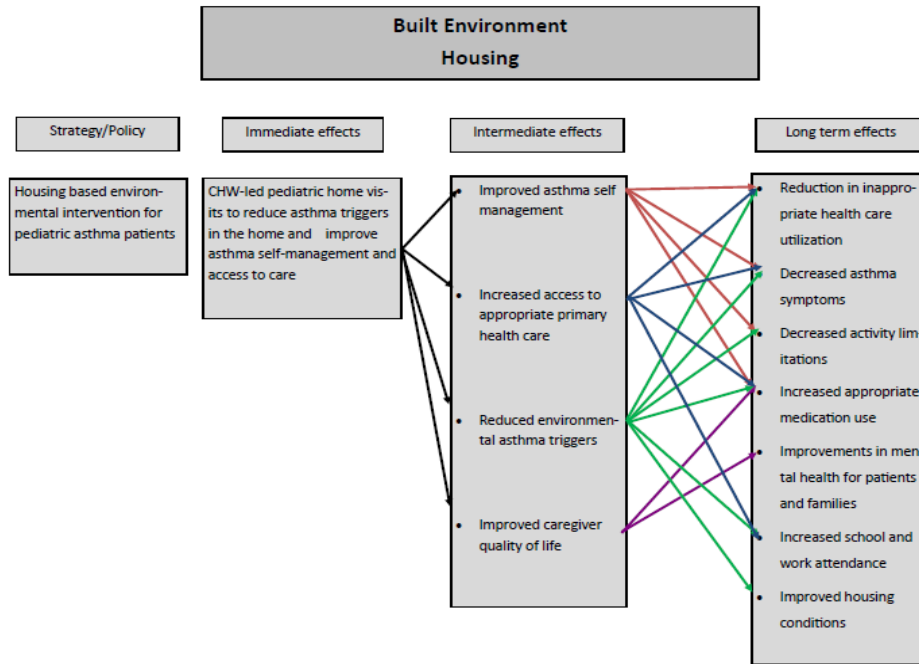 Built Environment
Housing
Strategy/Policy
Immediate effects
Intermediate effects
Long term effects
Housing based environ-
mental intervention for
pediatric asthma patients
CHW-led pediatric home vis-
its to reduce asthma triggers
in the home and improve
asthma self-management and
access to care
• Improved asthma self
management
• Increased access to
appropriate primary
health care
• Reduced environmen-
tal asthma triggers
• Improved caregiver
quality of life
• Reduction in inappro-
priate health care
utilization
• Decreased asthma
symptoms
• Decreased activity lim-
itations
• Increased appropriate
medication use
• Improvements in men-
tal health for patients
and families
• Increased school and
work attendance
• Improved housing
conditions